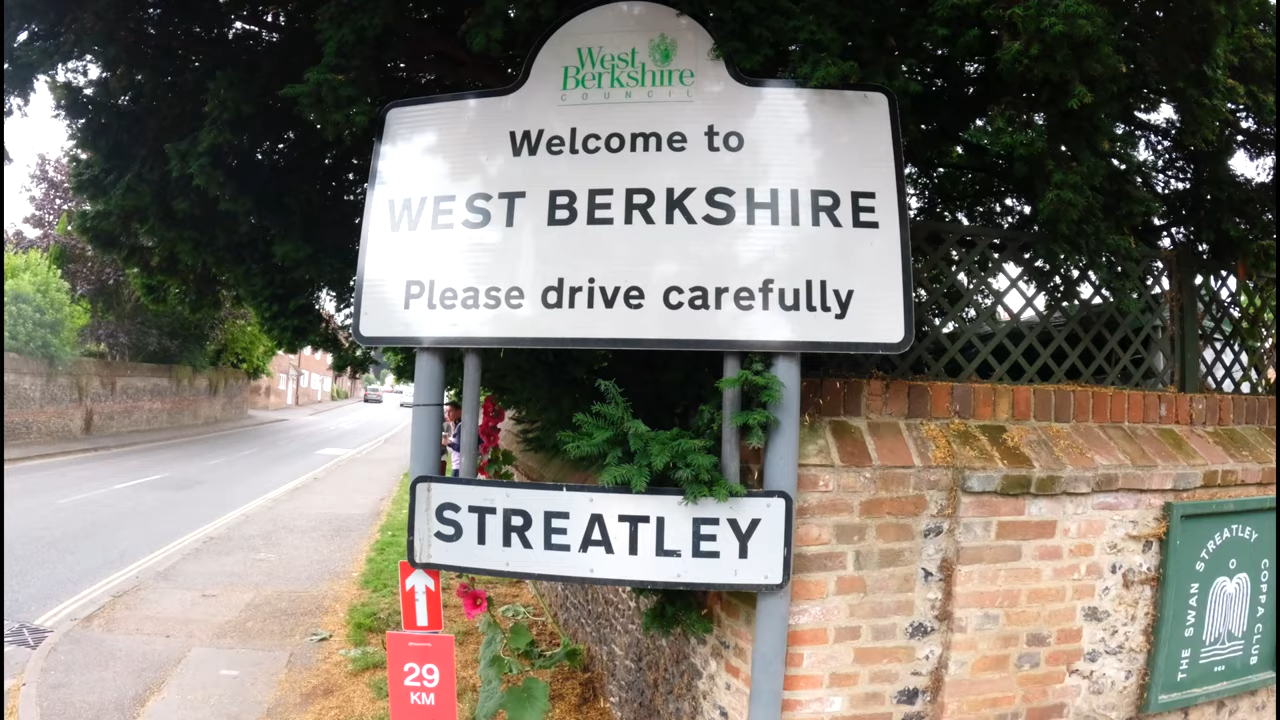 West
Berkshire
COUNCIL
Welcome to
WEST BERKSHIRE
Please drive carefully
STREATLEY
29
KM
THE SWAN STREATLEY
COPPA CLUB